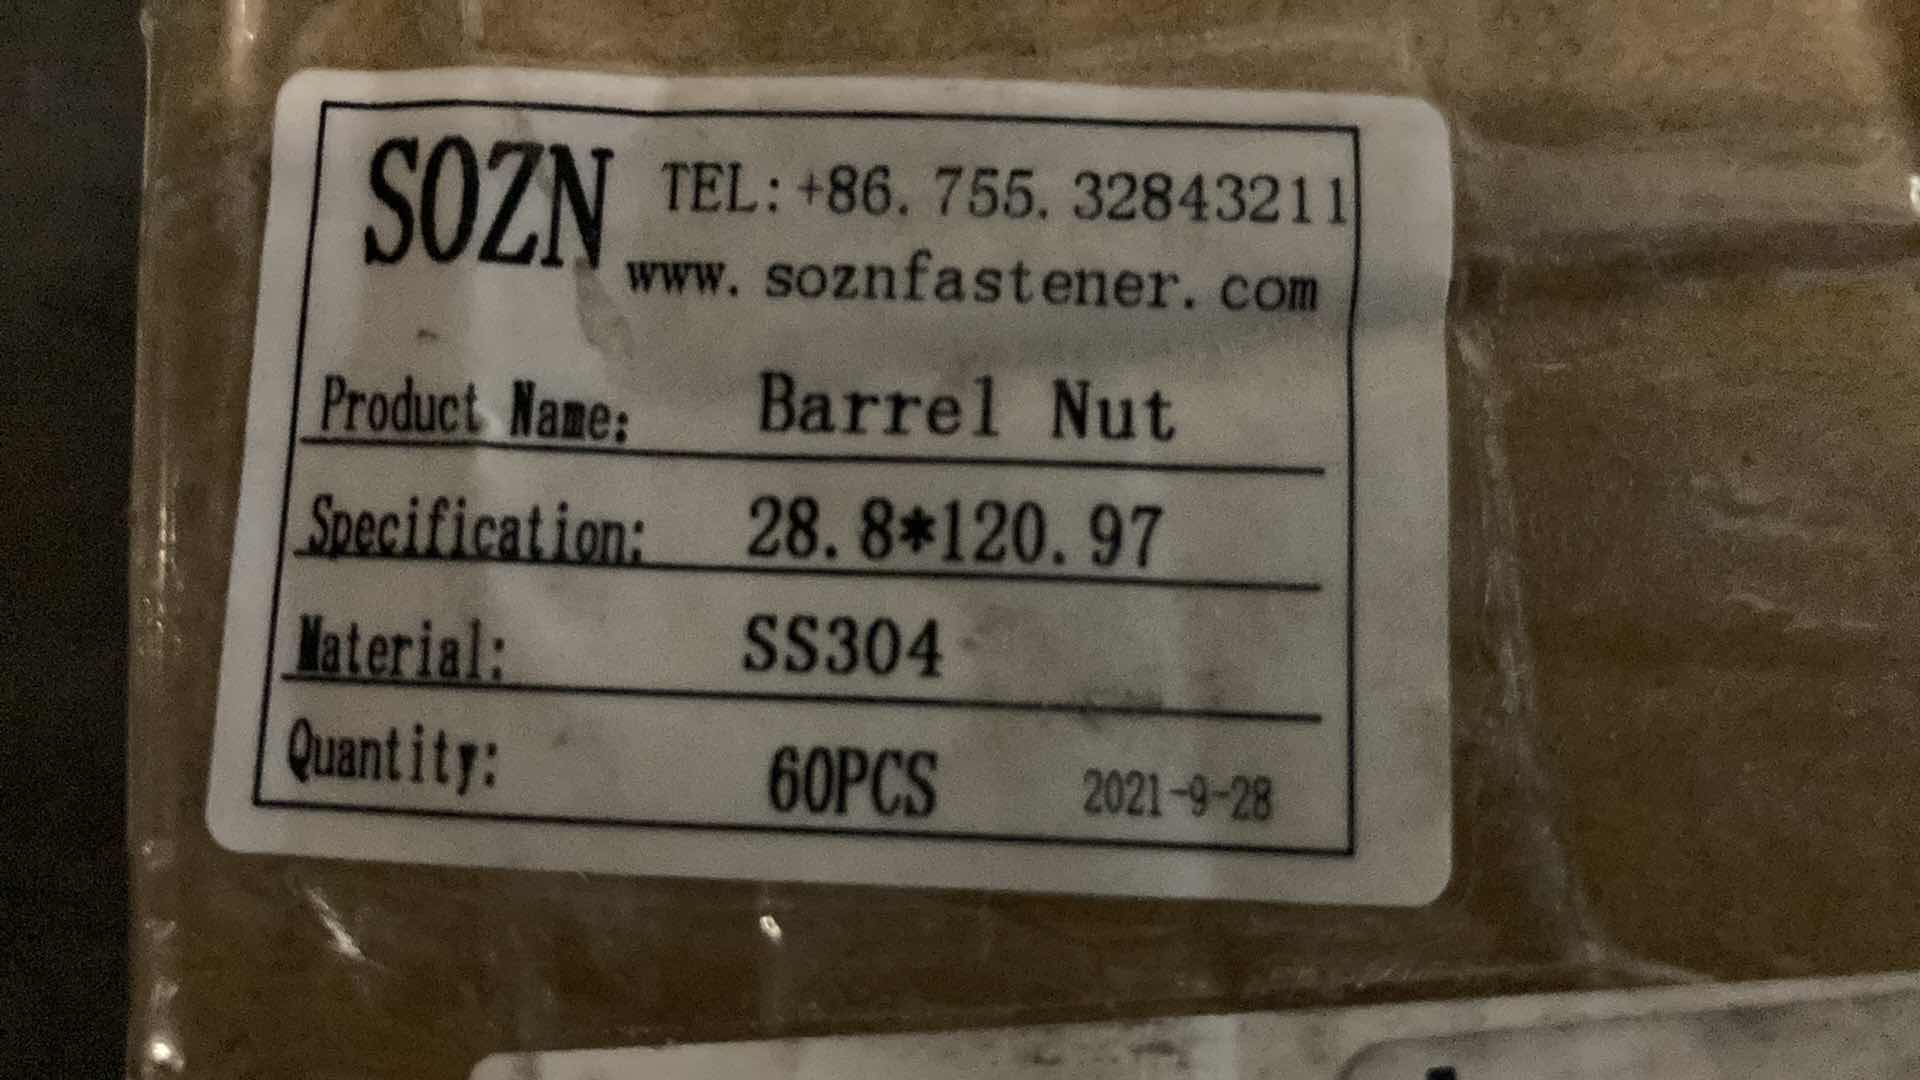 SOZN TEL:+86.755.32843211
www.soznfastener.com
Product Name: Barrel Nut
Specification: 28.8*120.97
Material: SS304
Quantity: 60PCS 2021-9-28